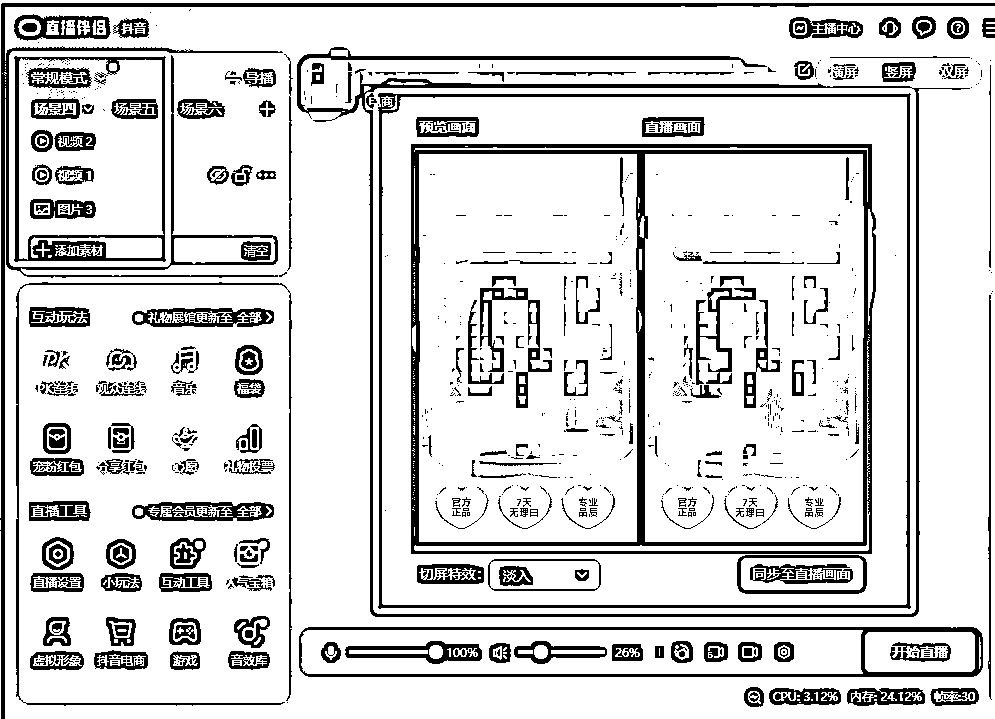 直播伴侣 抖音
主播中心
常规模式 导播
横屏 竖屏 双屏
场景四 场景五 场景六
预览画面 直播画面
视频2
视频1
图片3
添加素材 清空
互动玩法 礼物展馆更新至 全部
PK连线 观众连线 音乐 福袋
宠粉红包 分享红包 心愿 礼物投票
官方正品 7天无理由 专业品质 官方正品 7天无理由 专业品质
直播工具 专属会员更新至 全部
直播设置 小玩法 互动工具 人气宝箱
切屏特效: 淡入 同步至直播画面
虚拟形象 抖音电商 游戏 音效库
100% 26% 开始直播
CPU: 3.12% 内存: 24.12% 帧率:30